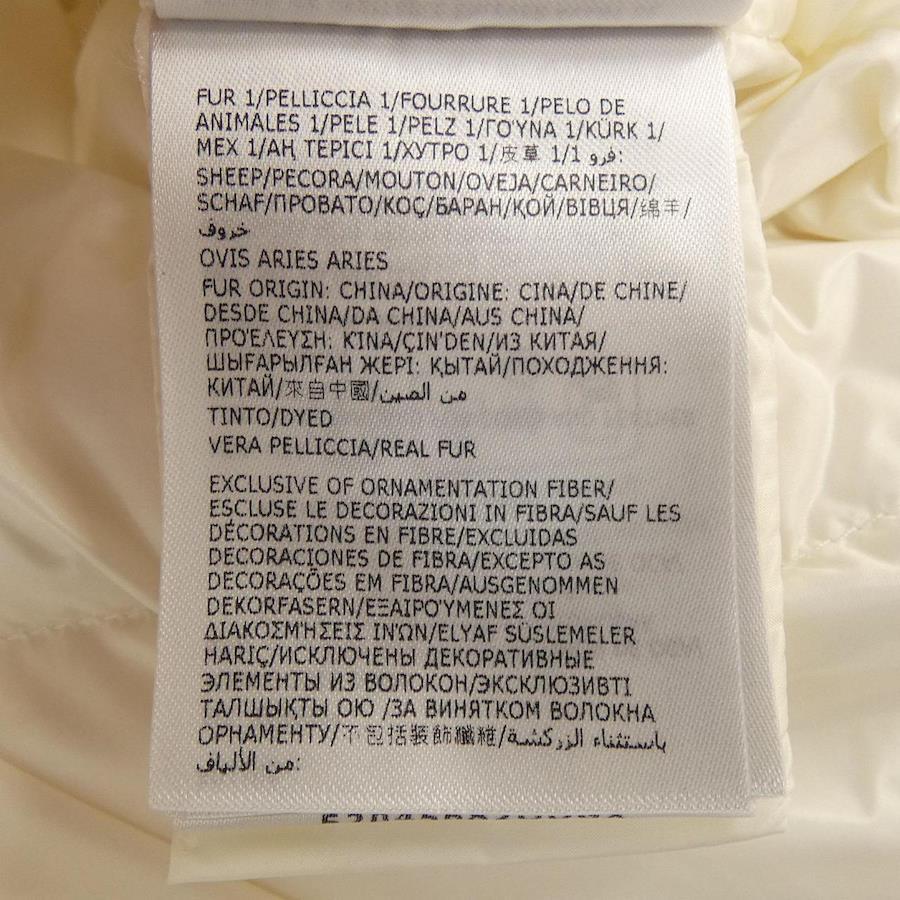 FUR 1/PELLICCIA 1/FOURRURE 1/PELO DE
ANIMALES 1/PELE 1/PELZ 1/ΓΟΎΝΑ 1/KÜRK 1/
МЕХ 1/АҢ ТЕРІСІ 1/ХУТРО 1/皮草 1/1 فرو:
SHEEP/PECORA/MOUTON/OVEJA/CARNEIRO/
SCHAF/ΠΡΟΒΑΤΟ/KOÇ/БАРАН/ҚОЙ/ВІВЦЯ/绵羊/
خروف
OVIS ARIES ARIES
FUR ORIGIN: CHINA/ORIGINE: CINA/DE CHINE/
DESDE CHINA/DA CHINA/AUS CHINA/
ΠΡΟΈΛΕΥΣΗ: ΚΊΝΑ/ÇIN'DEN/ИЗ КИТАЯ/
ШЫҒАРЫЛҒАН ЖЕРІ: ҚЫТАЙ/ПОХОДЖЕННЯ:
КИТАЙ/來自中國/من الصين
TINTO/DYED
VERA PELLICCIA/REAL FUR
EXCLUSIVE OF ORNAMENTATION FIBER/
ESCLUSE LE DECORAZIONI IN FIBRA/SAUF LES
DÉCORATIONS EN FIBRE/EXCLUIDAS
DECORACIONES DE FIBRA/EXCEPTO AS
DECORAÇÕES EM FIBRA/AUSGENOMMEN
DEKORFASERN/ΕΞΑΙΡΟΎΜΕΝΕΣ ΟΙ
ΔΙΑΚΟΣΜΉΣΕΙΣ ΙΝΏΝ/ELYAF SÜSLEMELER
HARIÇ/ИСКЛЮЧЕНЫ ДЕКОРАТИВНЫЕ
ЭЛЕМЕНТЫ ИЗ ВОЛОКОН/ЭКСКЛЮЗИВТІ
ТАЛШЫҚТЫ ОЮ /ЗА ВИНЯТКОМ ВОЛОКНА
ОРНАМЕНТУ/不包括裝飾纖維/باستثناء الزركشة
من الألياف: